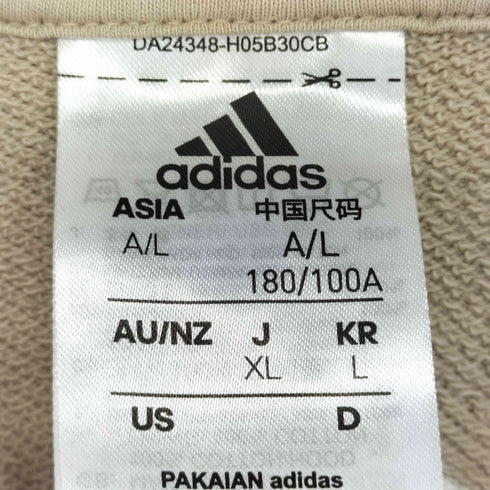 DA24348-H05B30CB
adidas
ASIA 中国尺码
A/L A/L
180/100A
AU/NZ J KR
XL L
US D
PAKAIAN adidas